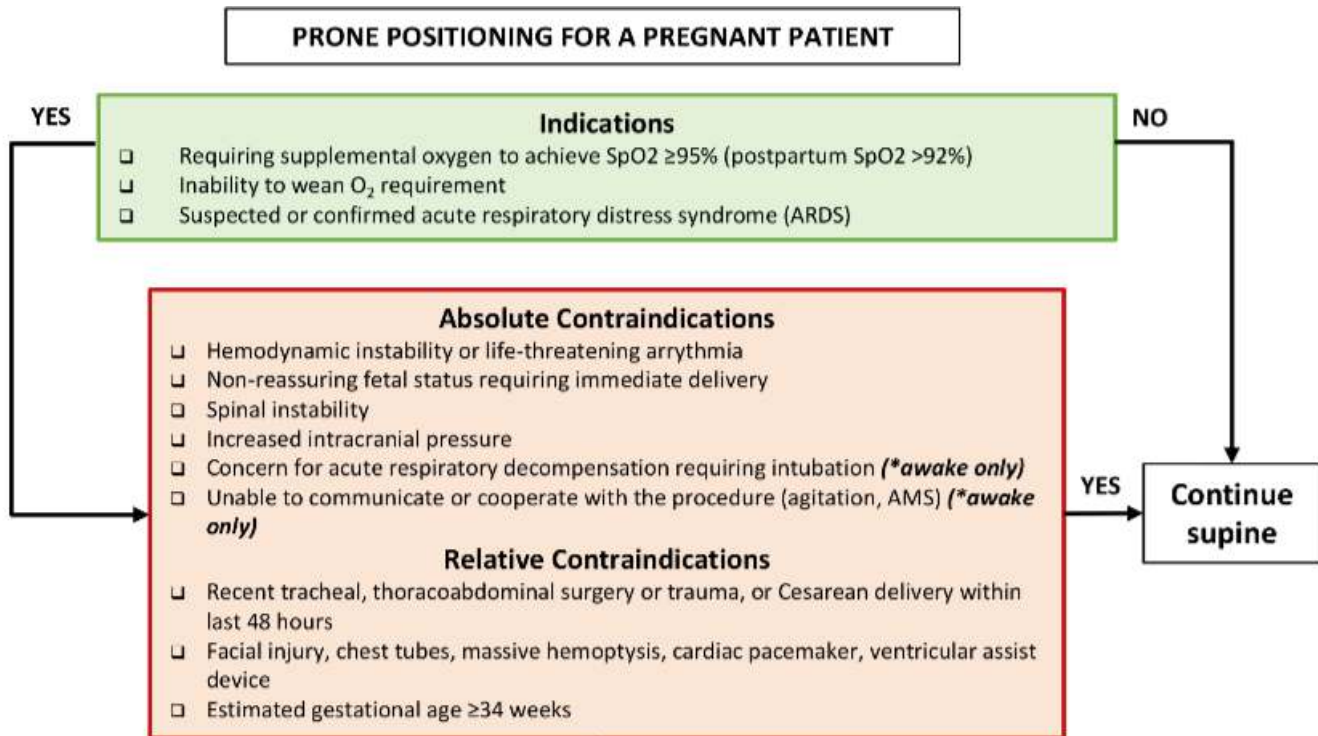 PRONE POSITIONING FOR A PREGNANT PATIENT
YES
NO
Indications
❑ Requiring supplemental oxygen to achieve SpO2 ≥95% (postpartum SpO2 >92%)
❑ Inability to wean O₂ requirement
❑ Suspected or confirmed acute respiratory distress syndrome (ARDS)
Absolute Contraindications
❑ Hemodynamic instability or life-threatening arrythmia
❑ Non-reassuring fetal status requiring immediate delivery
❑ Spinal instability
❑ Increased intracranial pressure
❑ Concern for acute respiratory decompensation requiring intubation (*awake only)
❑ Unable to communicate or cooperate with the procedure (agitation, AMS) (*awake
only)
Relative Contraindications
❑ Recent tracheal, thoracoabdominal surgery or trauma, or Cesarean delivery within
last 48 hours
❑ Facial injury, chest tubes, massive hemoptysis, cardiac pacemaker, ventricular assist
device
❑ Estimated gestational age ≥34 weeks
YES
Continue
supine